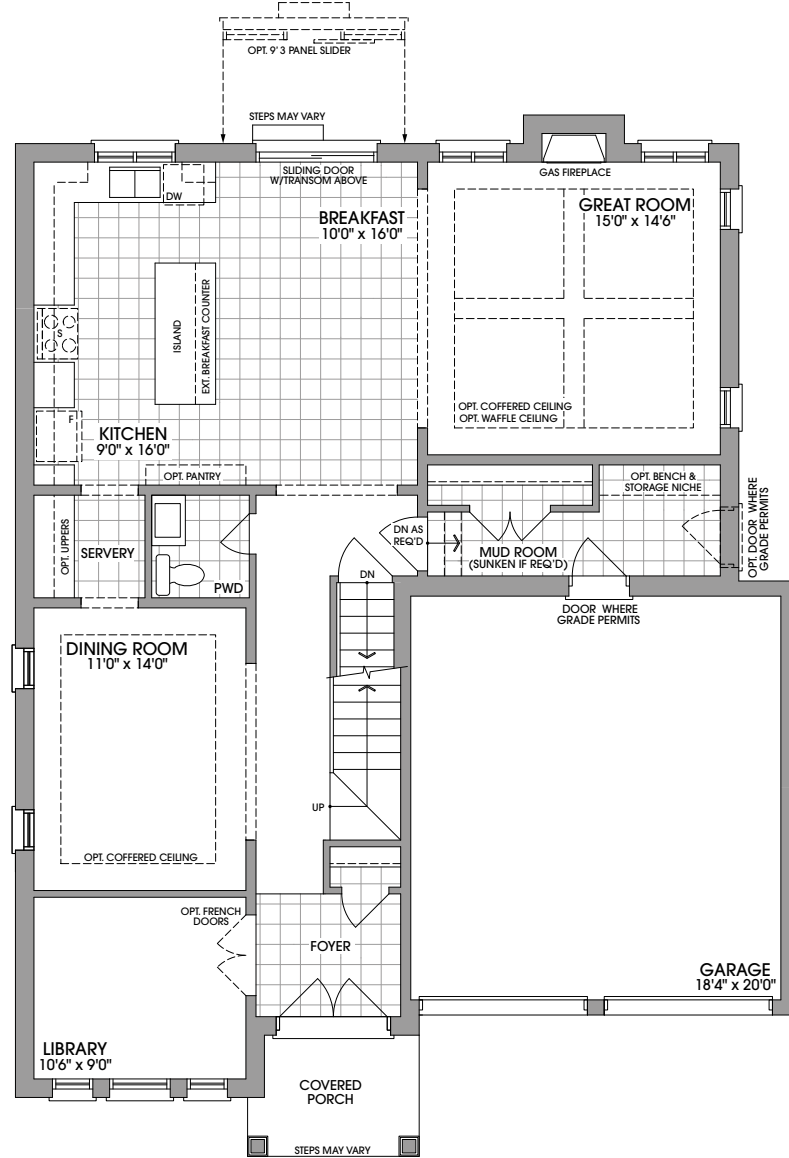 OPT. 9' 3 PANEL SLIDER
STEPS MAY VARY
SLIDING DOOR
W/TRANSOM ABOVE
GAS FIREPLACE
DW
BREAKFAST
10'0" x 16'0"
GREAT ROOM
15'0" x 14'6"
ISLAND
EXT. BREAKFAST COUNTER
S
F
OPT. COFFERED CEILING
OPT. WAFFLE CEILING
KITCHEN
9'0" x 16'0"
OPT. PANTRY
OPT. BENCH &
STORAGE NICHE
OPT. DOOR WHERE
GRADE PERMITS
OPT. UPPERS
SERVERY
PWD
DN AS
REQ'D
MUD ROOM
(SUNKEN IF REQ'D)
DN
DOOR WHERE
GRADE PERMITS
DINING ROOM
11'0" x 14'0"
UP
OPT. COFFERED CEILING
OPT. FRENCH
DOORS
FOYER
GARAGE
18'4" x 20'0"
LIBRARY
10'6" x 9'0"
COVERED
PORCH
STEPS MAY VARY